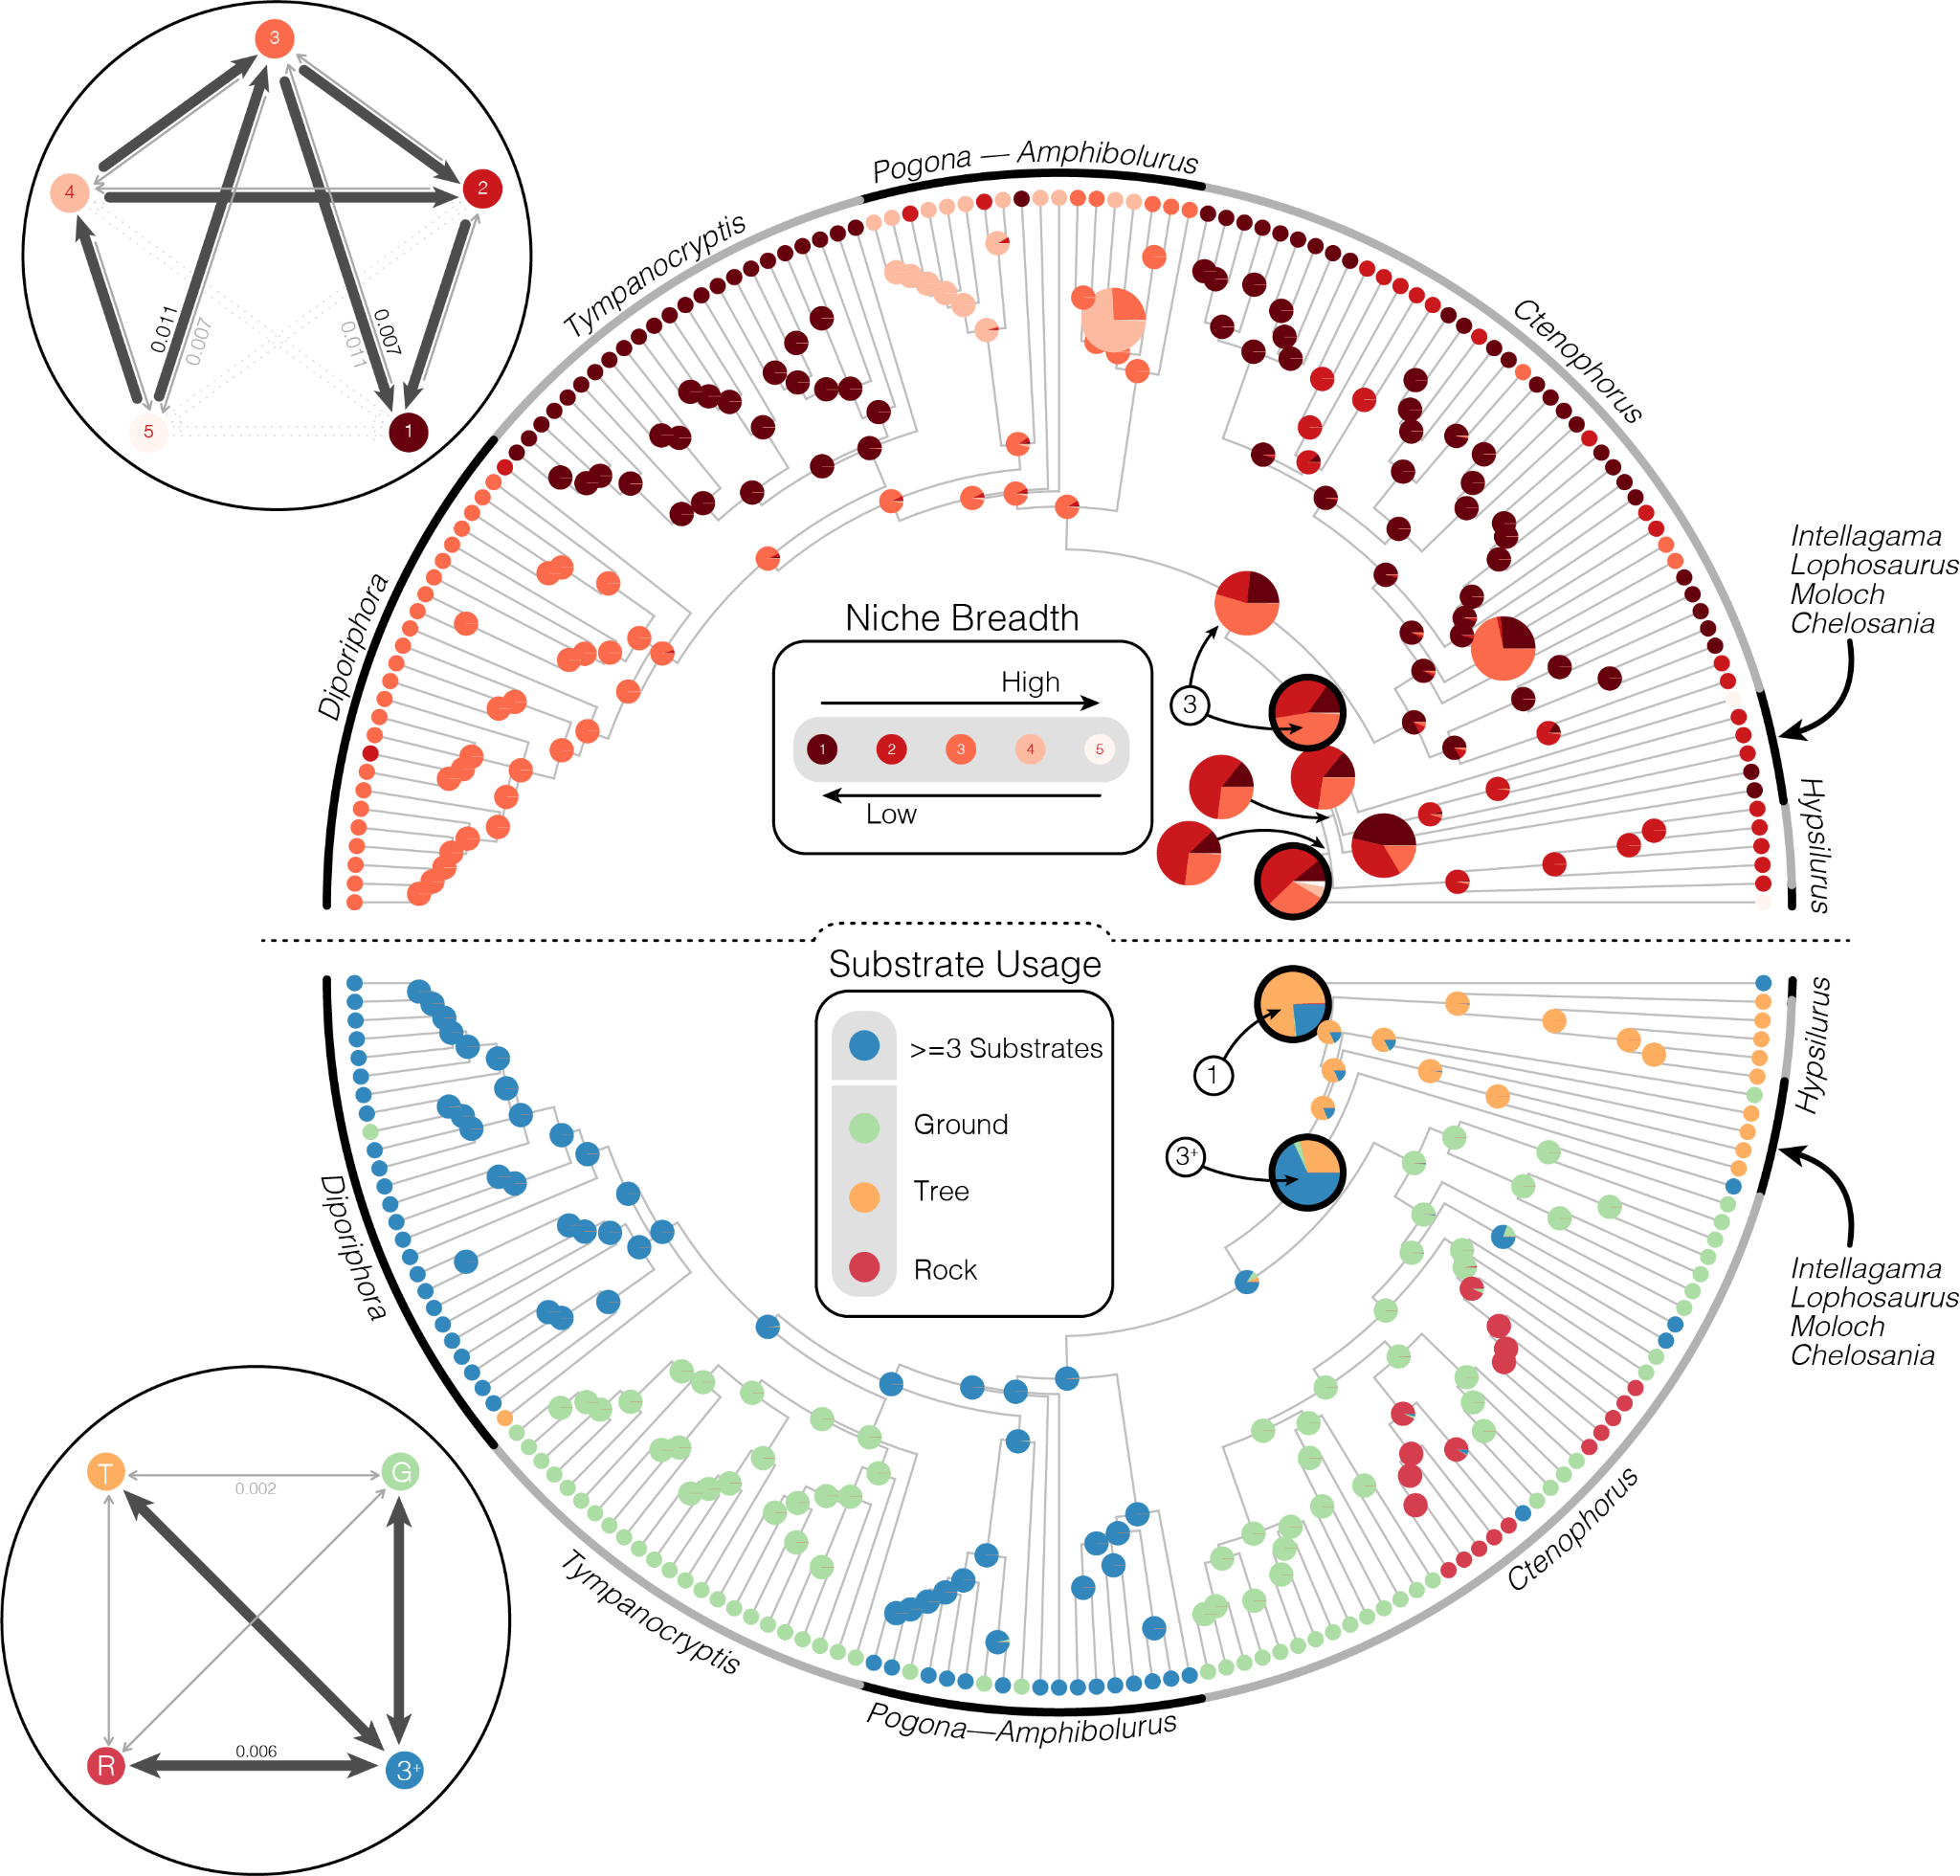 3
4
2
5
1
0.011
0.007
0.011
0.007
Pogona — Amphibolurus
Tympanocryptis
Ctenophorus
Diporiphora
Intellagama
Lophosaurus
Moloch
Chelosania
Hypsilurus
Niche Breadth
High
1 2 3 4 5
Low
3
Substrate Usage
>=3 Substrates
Ground
Tree
Rock
1
3+
Hypsilurus
Intellagama
Lophosaurus
Moloch
Chelosania
Diporiphora
Tympanocryptis
Pogona—Amphibolurus
Ctenophorus
T
G
0.002
R
0.006
3+